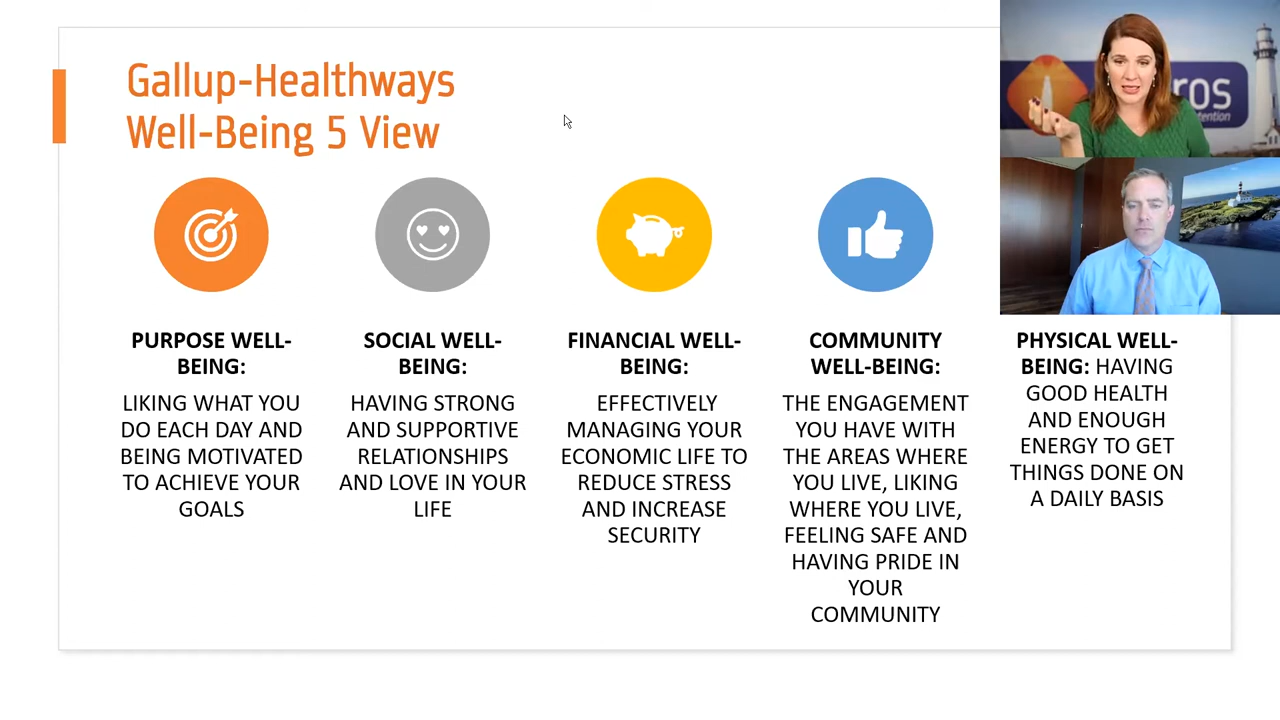 Gallup-Healthways
Well-Being 5 View
PURPOSE WELL-
BEING:
LIKING WHAT YOU
DO EACH DAY AND
BEING MOTIVATED
TO ACHIEVE YOUR
GOALS
SOCIAL WELL-
BEING:
HAVING STRONG
AND SUPPORTIVE
RELATIONSHIPS
AND LOVE IN YOUR
LIFE
FINANCIAL WELL-
BEING:
EFFECTIVELY
MANAGING YOUR
ECONOMIC LIFE TO
REDUCE STRESS
AND INCREASE
SECURITY
COMMUNITY
WELL-BEING:
THE ENGAGEMENT
YOU HAVE WITH
THE AREAS WHERE
YOU LIVE, LIKING
WHERE YOU LIVE,
FEELING SAFE AND
HAVING PRIDE IN
YOUR
COMMUNITY
PHYSICAL WELL-
BEING: HAVING
GOOD HEALTH
AND ENOUGH
ENERGY TO GET
THINGS DONE ON
A DAILY BASIS